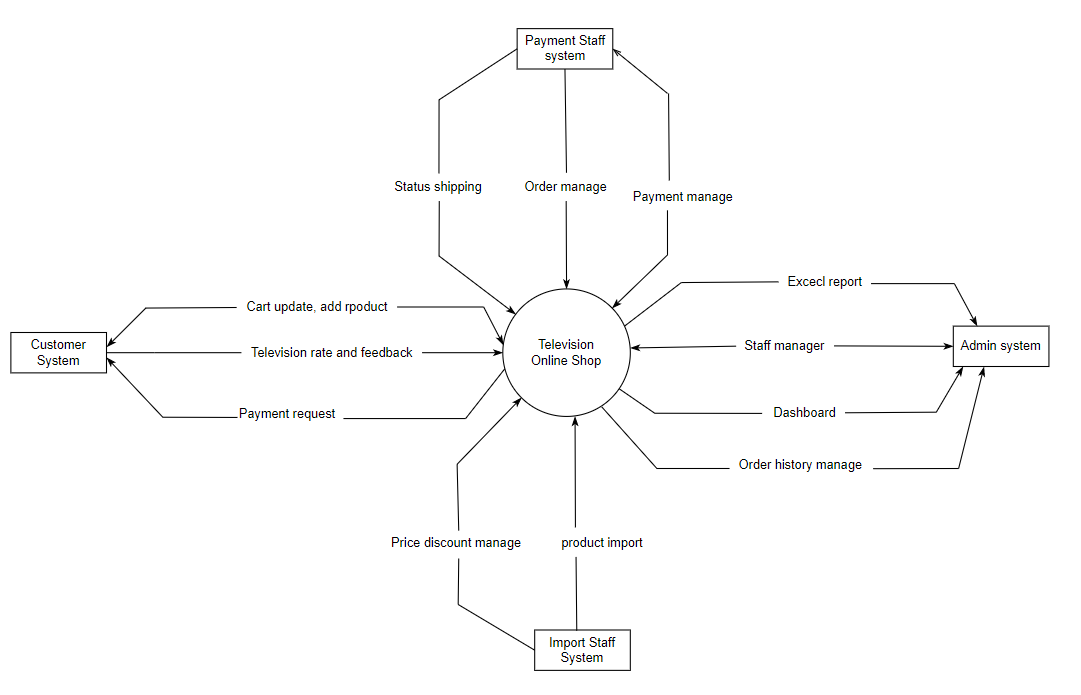 Payment Staff
system
Status shipping
Order manage
Payment manage
Excecl report
Cart update, add rpoduct
Customer
System
Television rate and feedback
Television
Online Shop
Staff manager
Admin system
Payment request
Dashboard
Order history manage
Price discount manage
product import
Import Staff
System